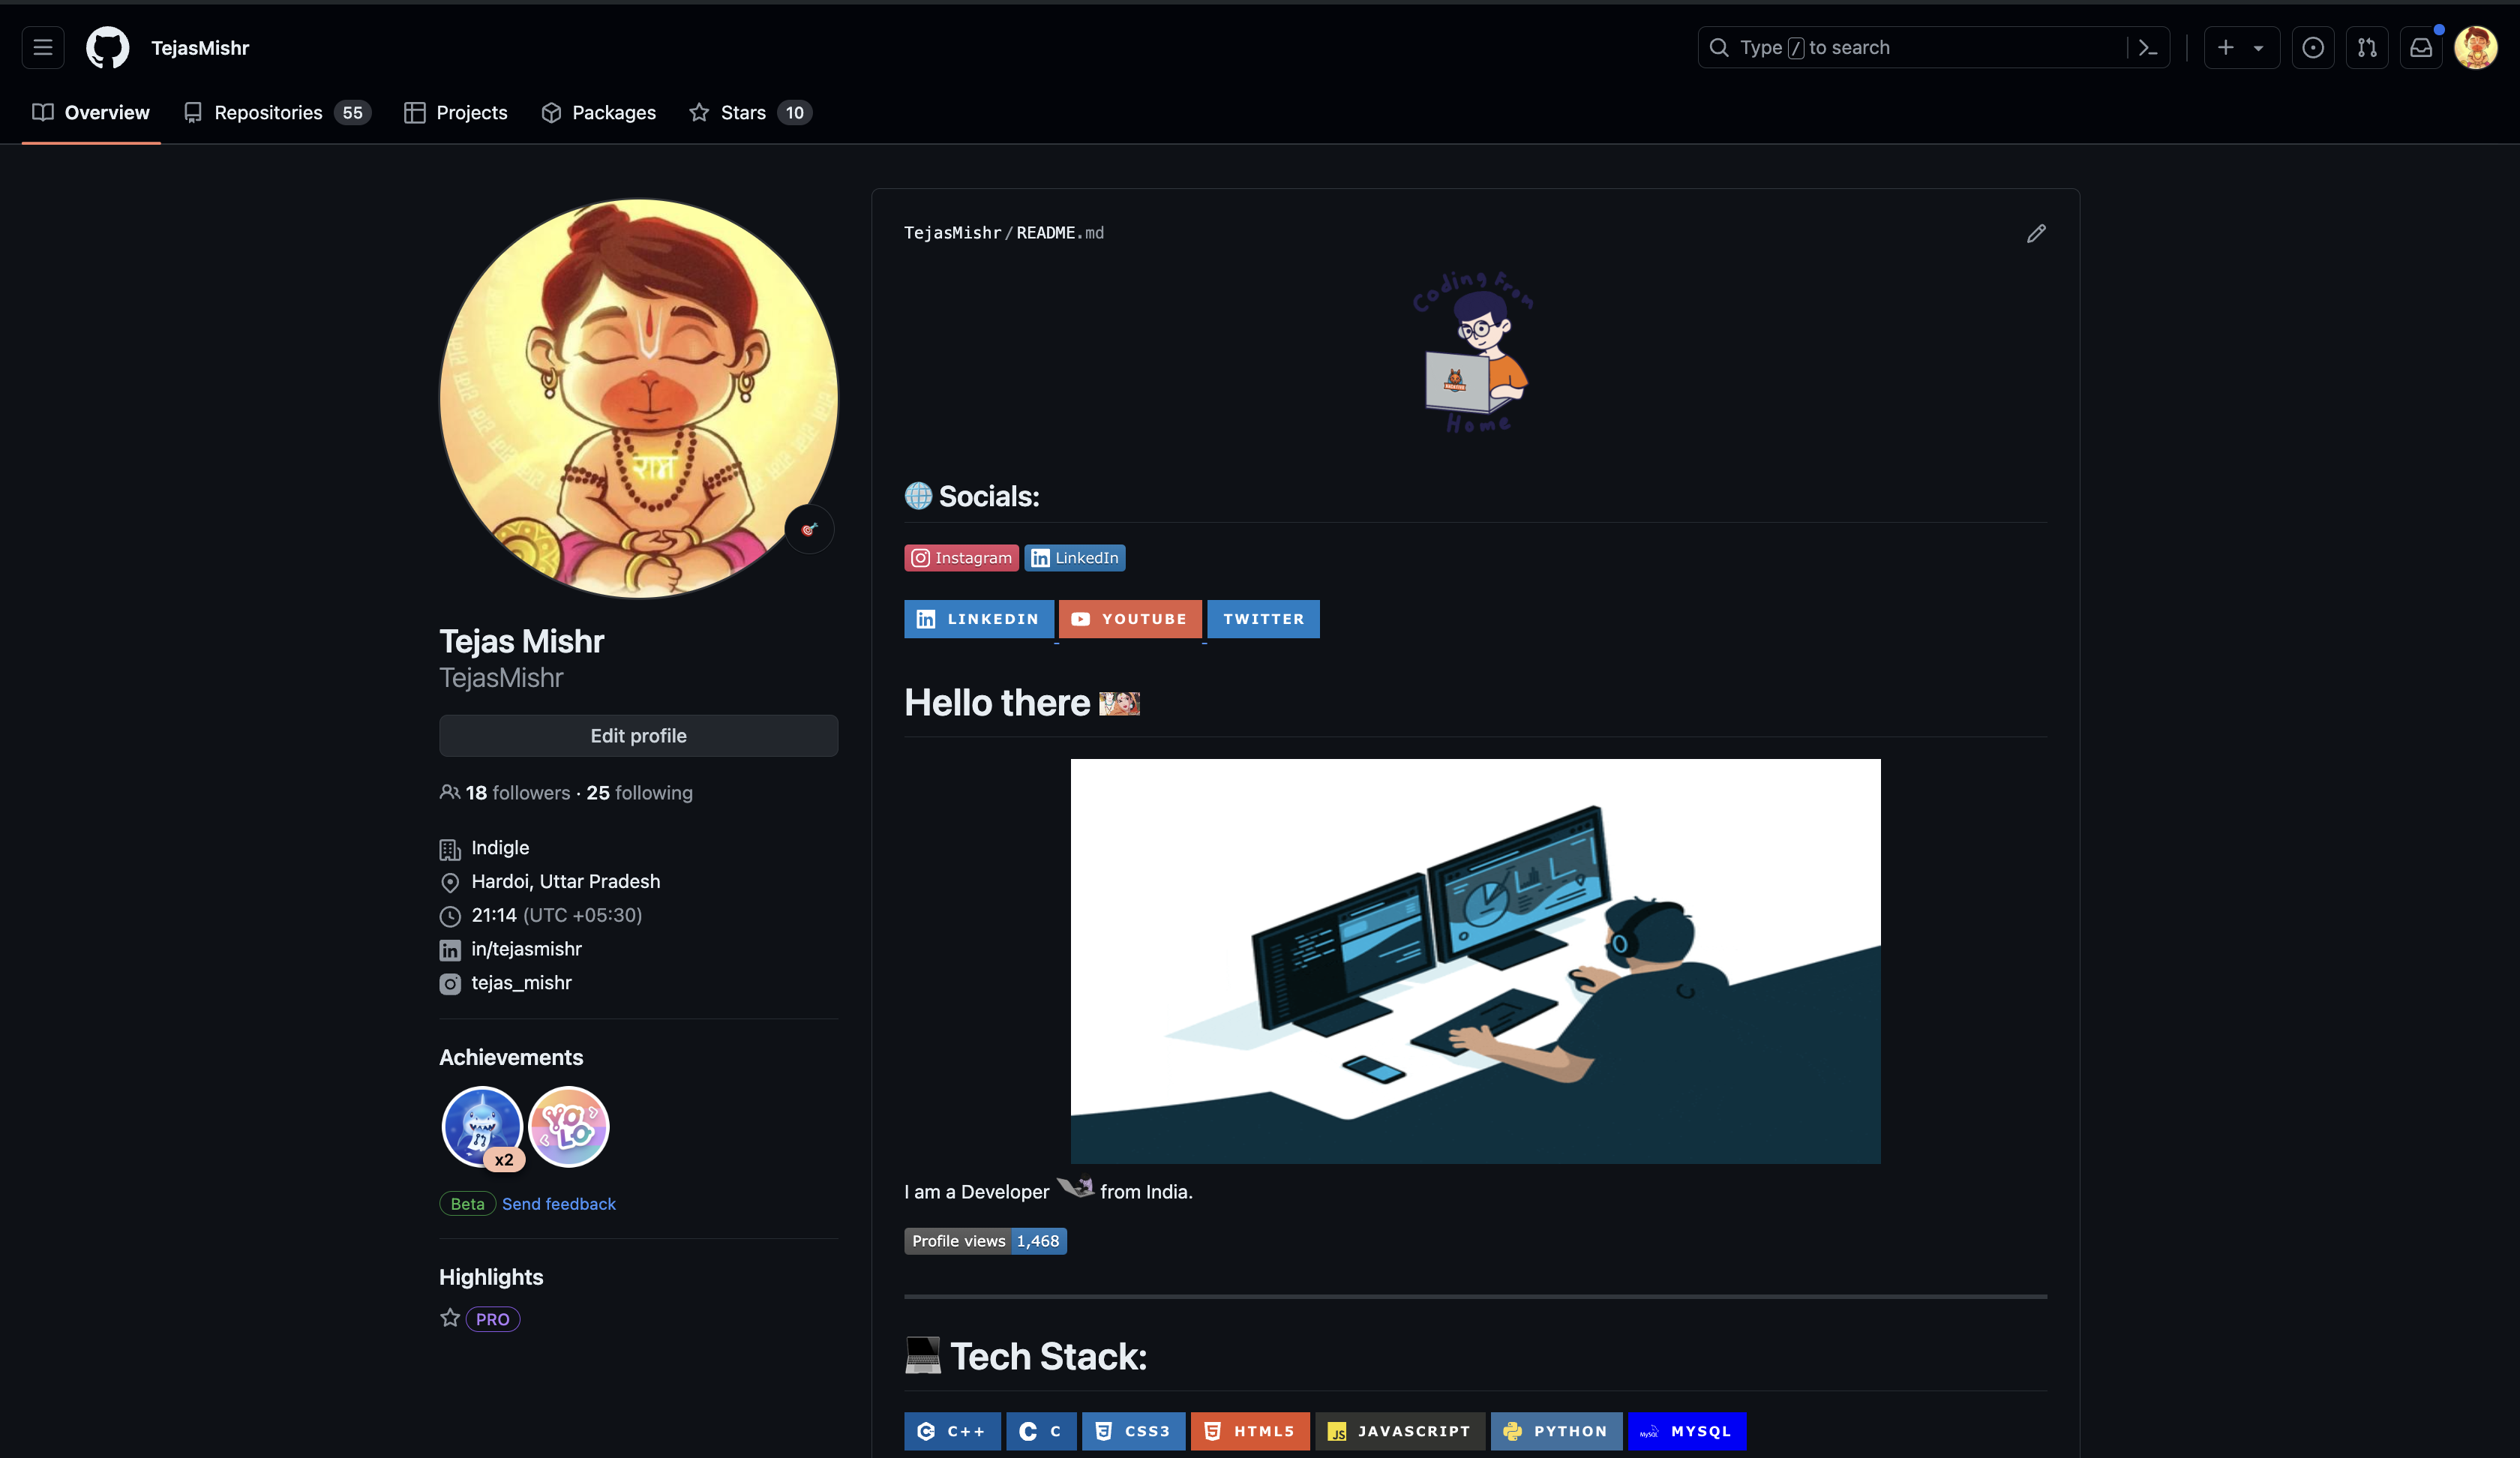 TejasMishr
Type / to search
Overview
Repositories 55
Projects
Packages
Stars 10
राम
Tejas Mishr
TejasMishr
Edit profile
18 followers · 25 following
Indigle
Hardoi, Uttar Pradesh
21:14 (UTC +05:30)
in/tejasmishr
tejas_mishr
Achievements
YOLO
x2
Beta Send feedback
Highlights
PRO
TejasMishr/README.md
Coding From
Home
Socials:
Instagram
LinkedIn
LINKEDIN
YOUTUBE
TWITTER
Hello there
I am a Developer from India.
Profile views 1,468
Tech Stack:
C++
C
CSS3
HTML5
JS JAVASCRIPT
PYTHON
MySQL MYSQL